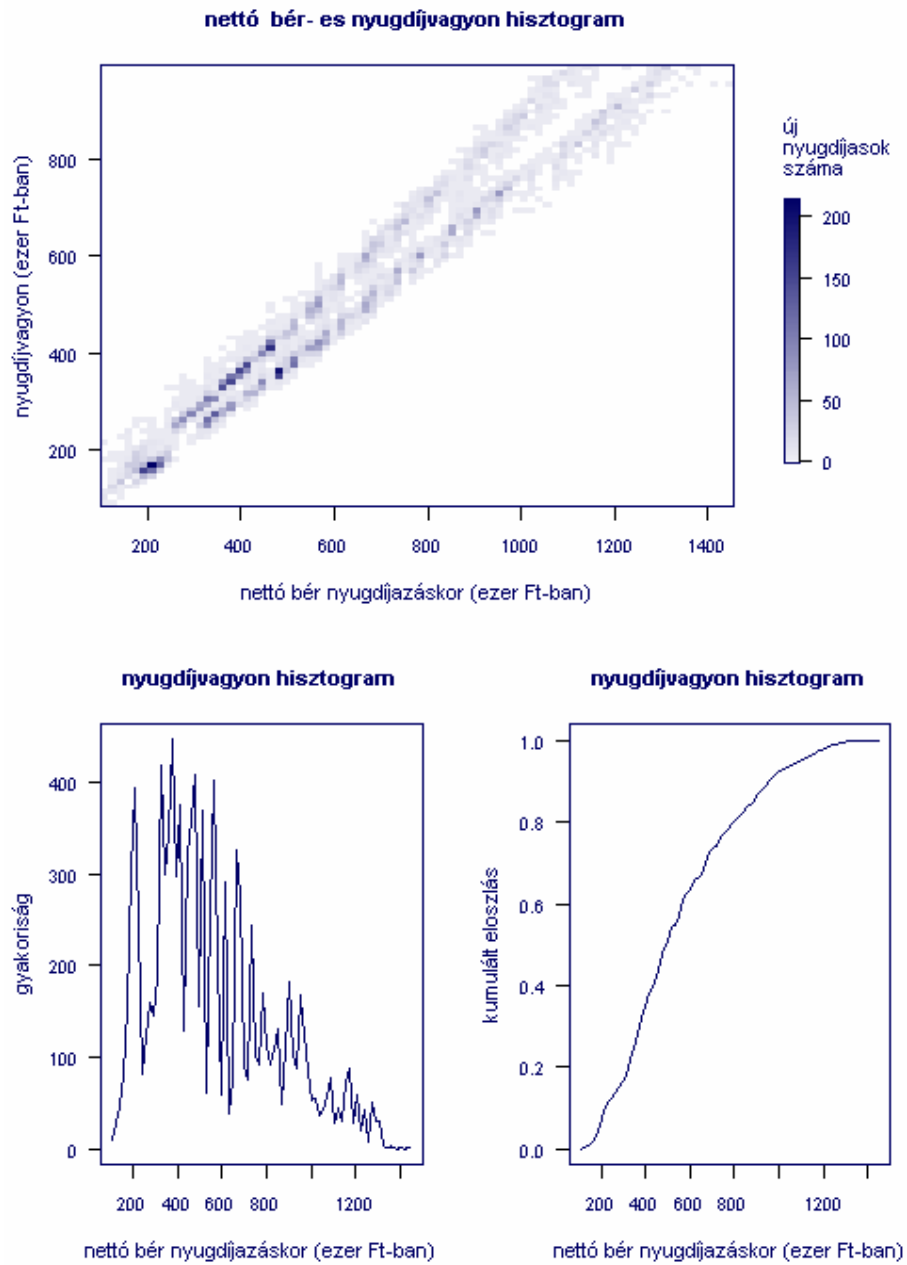 nettó bér- es nyugdíjvagyon hisztogram
nyugdíjvagyon (ezer Ft-ban)
800
600
400
200
200 400 600 800 1000 1200 1400
nettó bér nyugdíjazáskor (ezer Ft-ban)
új
nyugdíjasok
száma
200
150
100
50
0
nyugdíjvagyon hisztogram
gyakoriság
400
300
200
100
0
200 400 600 800 1200
nettó bér nyugdíjazáskor (ezer Ft-ban)
nyugdíjvagyon hisztogram
kumulált eloszlás
1.0
0.8
0.6
0.4
0.2
0.0
200 400 600 800 1200
nettó bér nyugdíjazáskor (ezer Ft-ban)